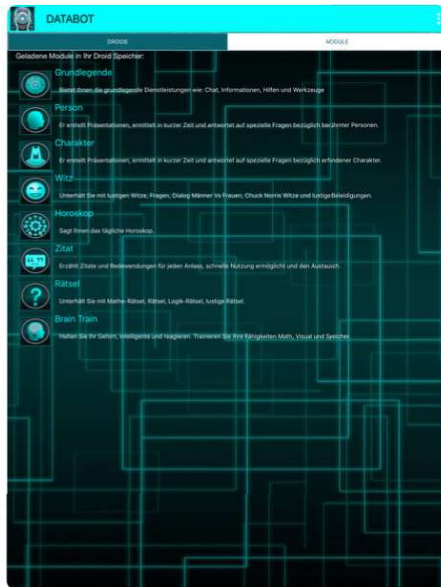 DATABOT
DROIDE
MODULE
Geladene Module in Ihr Droid Speicher:
Grundlegende
Bietet Ihnen die grundlegende Dienstleistungen wie: Chat, Informationen, Hilfen und Werkzeuge
Person
Er erstellt Präsentationen, ermittelt in kurzer Zeit und antwortet auf spezielle Fragen bezüglich berühmter Personen.
Charakter
Er erstellt Präsentationen, ermittelt in kurzer Zeit und antwortet auf spezielle Fragen bezüglich erfundener Charakter.
Witz
Unterhält Sie mit lustigen Witze, Fragen, Dialog Männer Vs Frauen, Chuck Norris Witze und lustige Beleidigungen.
Horoskop
Sagt Ihnen das tägliche Horoskop.
Zitat
Erzählt Zitate und Redewendungen für jeden Anlass, schnelle Nutzung ermöglicht und den Austausch.
Rätsel
Unterhält Sie mit Mathe-Rätsel, Rätsel, Logik-Rätsel, lustige Rätsel.
Brain Train
Halten Sie Ihr Gehirn, intelligente und reagieren. Trainieren Sie Ihre Fähigkeiten Math, Visual und Speicher.